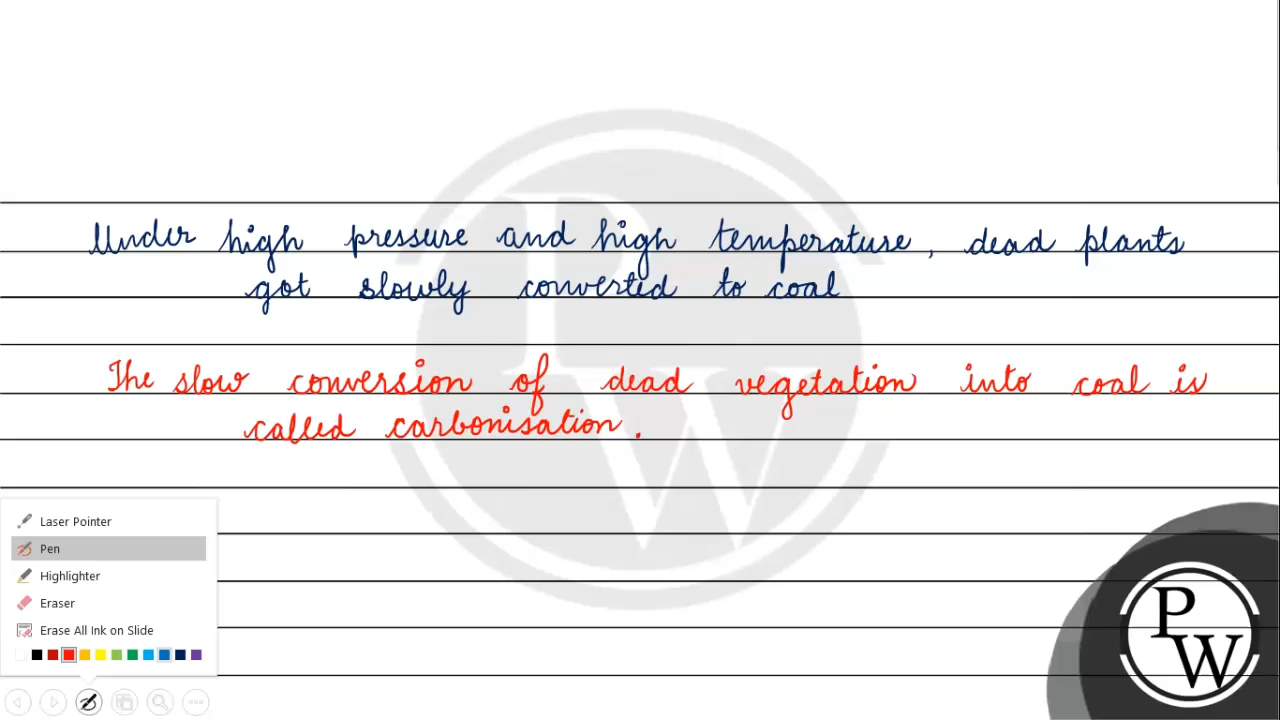 Under high pressure and high temperature, dead plants
got slowly converted to coal
The slow conversion of dead vegetation into coal is
called carbonisation.
Laser Pointer
Pen
Highlighter
Eraser
Erase All Ink on Slide
P
W
P
W